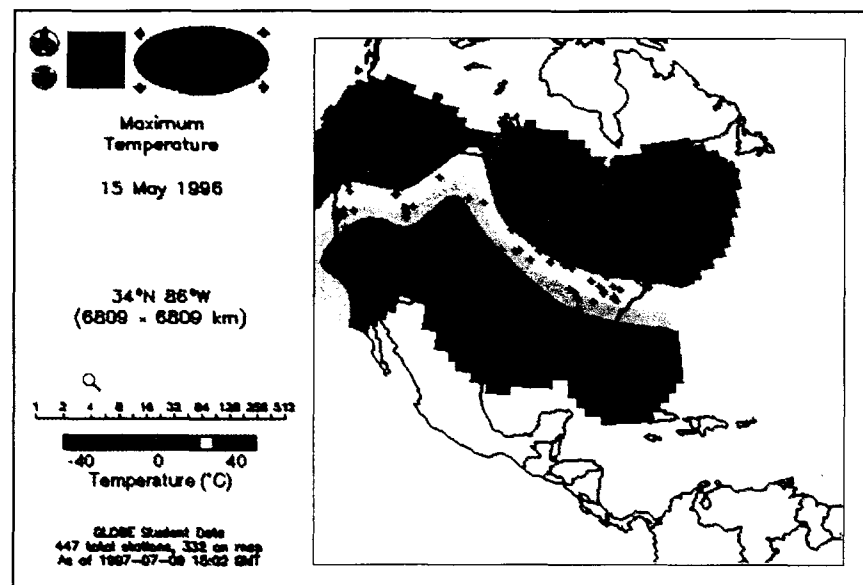 Maximum
Temperature
15 May 1996
34°N 86°W
(6809 × 6809 km)
1 2 4 8 16 32 64 128 256 512
-40 0 40
Temperature (°C)
GLOBE Student Data
447 total stations, 332 on map
As of 1997-07-09 15:02 GMT